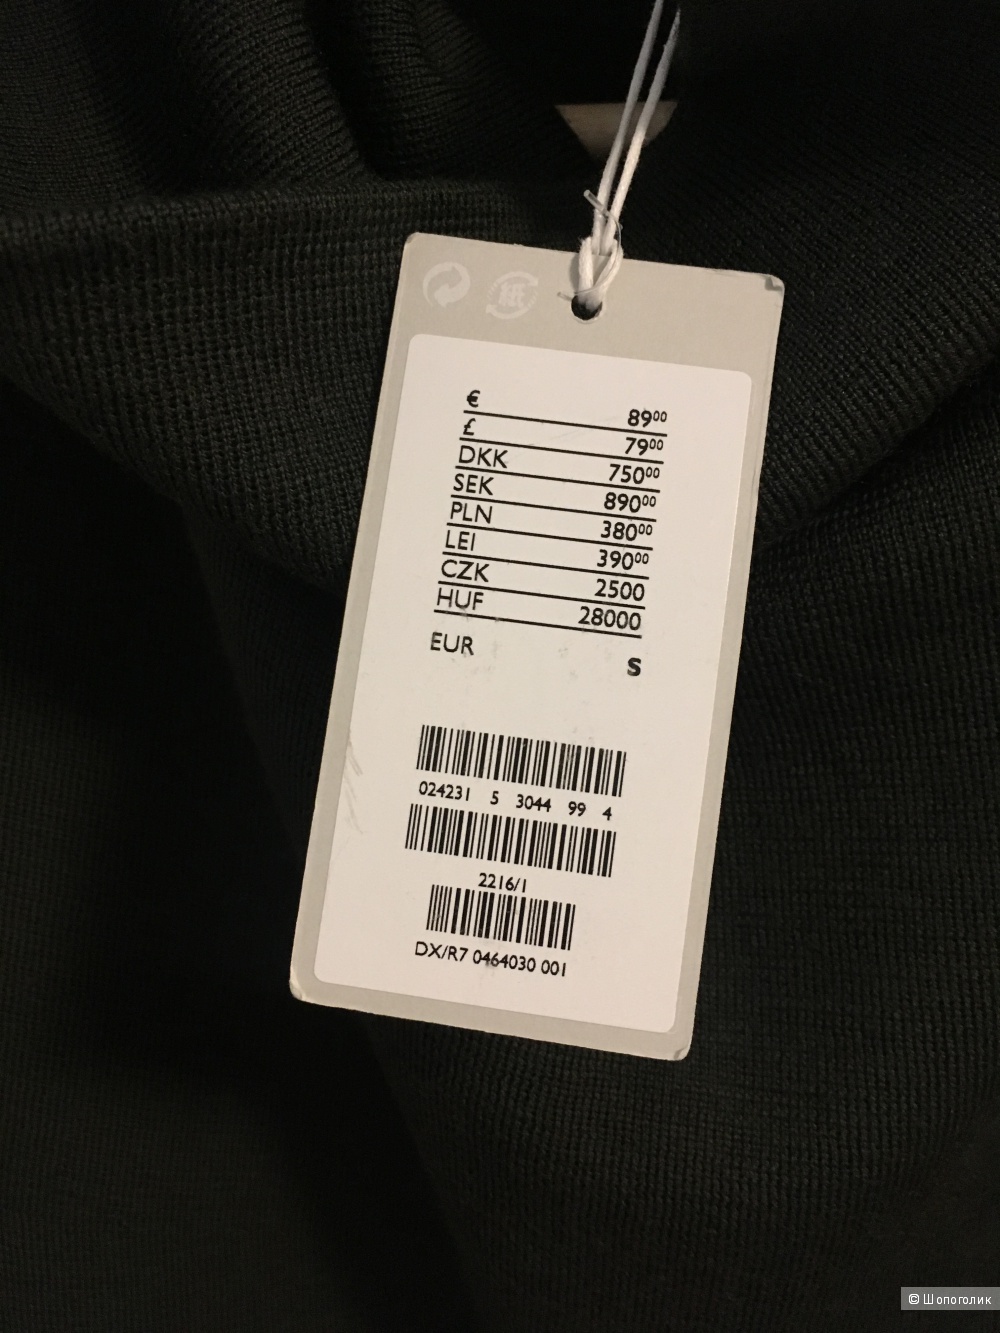 紙
€ 89⁰⁰
£ 79⁰⁰
DKK 750⁰⁰
SEK 890⁰⁰
PLN 380⁰⁰
LEI 390⁰⁰
CZK 2500
HUF 28000
EUR S
024231 5 3044 99 4
2216/1
DX/R7 0464030 001
© Шопоголик